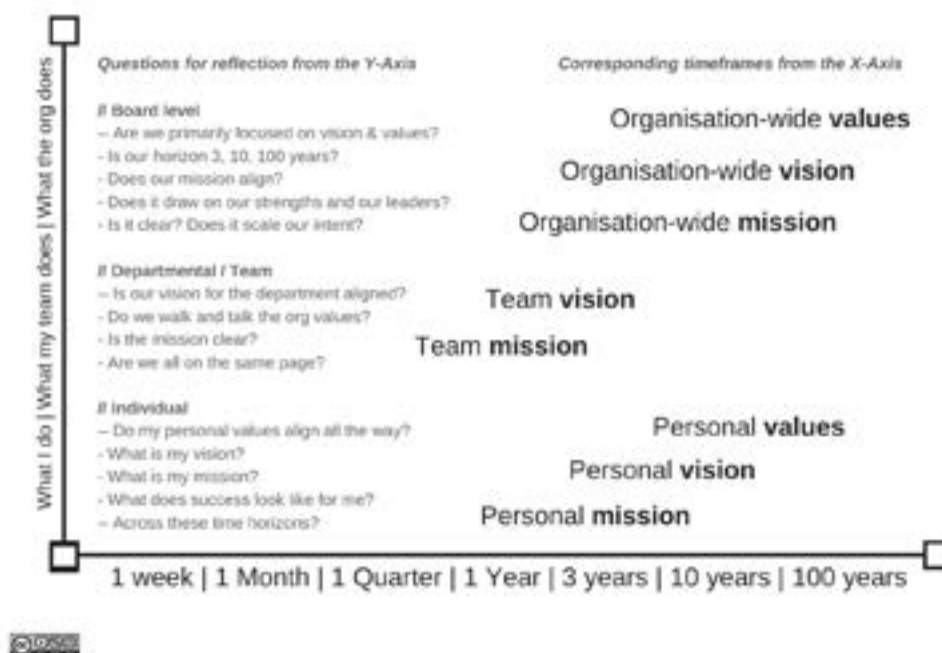 What I do | What my team does | What the org does
Questions for reflection from the Y-Axis
// Board level
-- Are we primarily focused on vision & values?
- Is our horizon 3, 10, 100 years?
- Does our mission align?
- Does it draw on our strengths and our leaders?
- Is it clear? Does it scale our intent?
// Departmental / Team
-- Is our vision for the department aligned?
- Do we walk and talk the org values?
- Is the mission clear?
- Are we all on the same page?
// Individual
-- Do my personal values align all the way?
- What is my vision?
- What is my mission?
- What does success look like for me?
-- Across these time horizons?
Corresponding timeframes from the X-Axis
Organisation-wide values
Organisation-wide vision
Organisation-wide mission
Team vision
Team mission
Personal values
Personal vision
Personal mission
1 week | 1 Month | 1 Quarter | 1 Year | 3 years | 10 years | 100 years